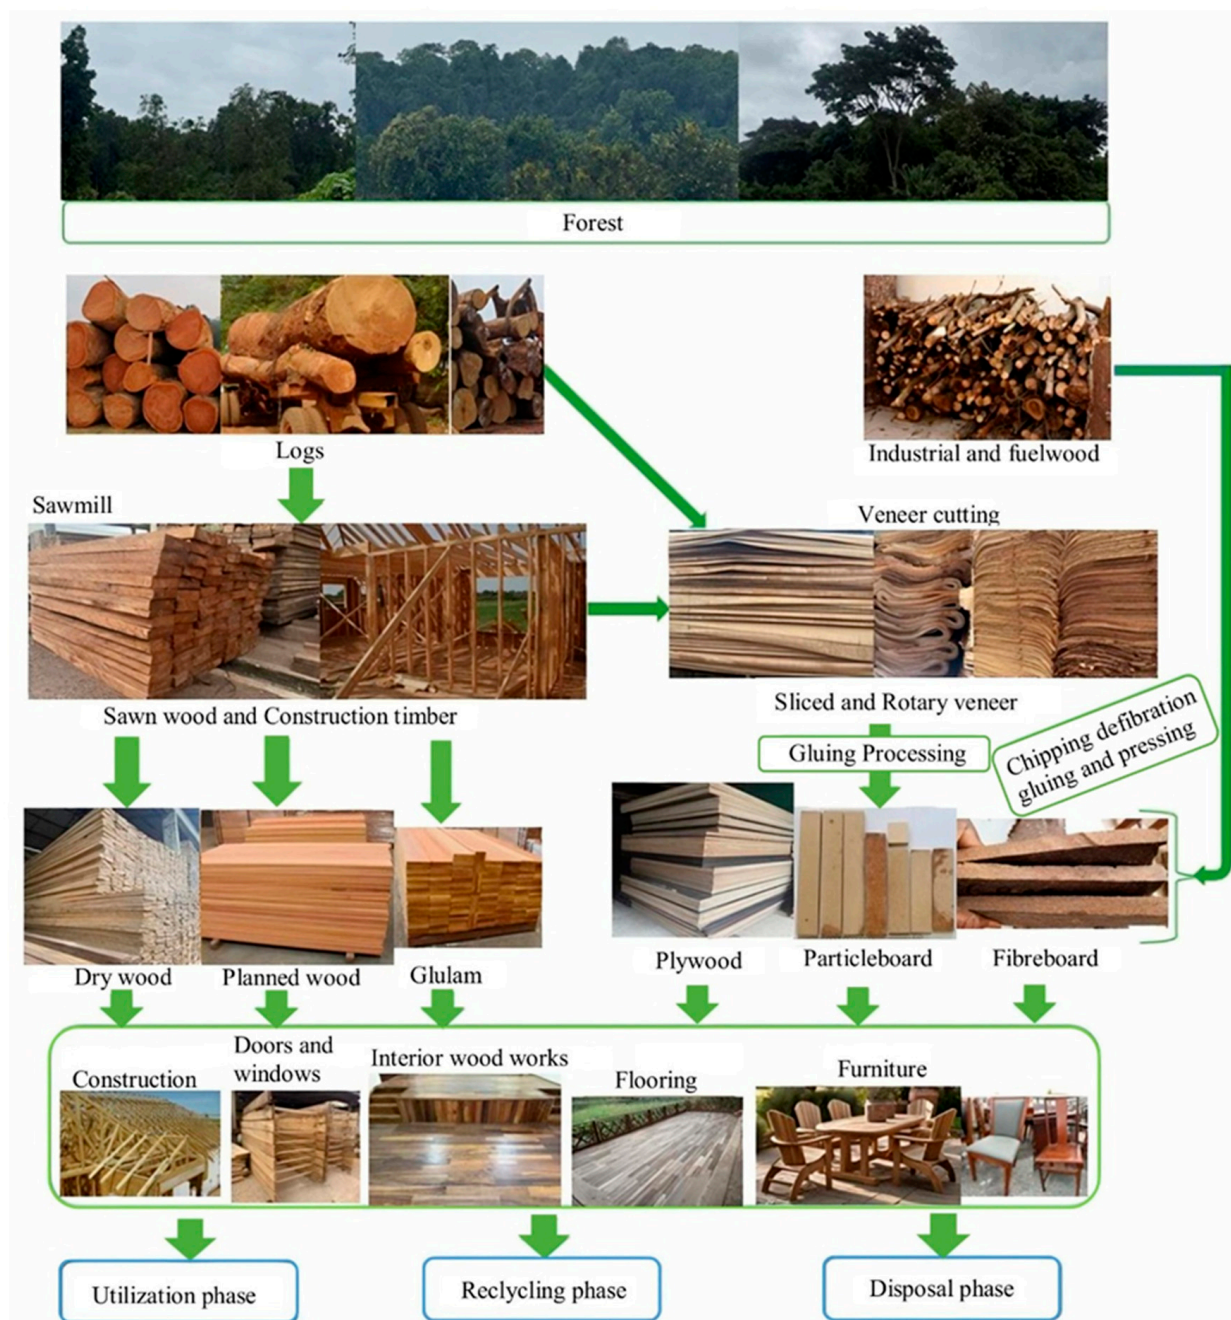 Forest
Logs
Industrial and fuelwood
Sawmill
Veneer cutting
Sawn wood and Construction timber
Sliced and Rotary veneer
Gluing Processing
Chipping defibration
gluing and pressing
Dry wood
Planned wood
Glulam
Plywood
Particleboard
Fibreboard
Construction
Doors and
windows
Interior wood works
Flooring
Furniture
Utilization phase
Reclycling phase
Disposal phase